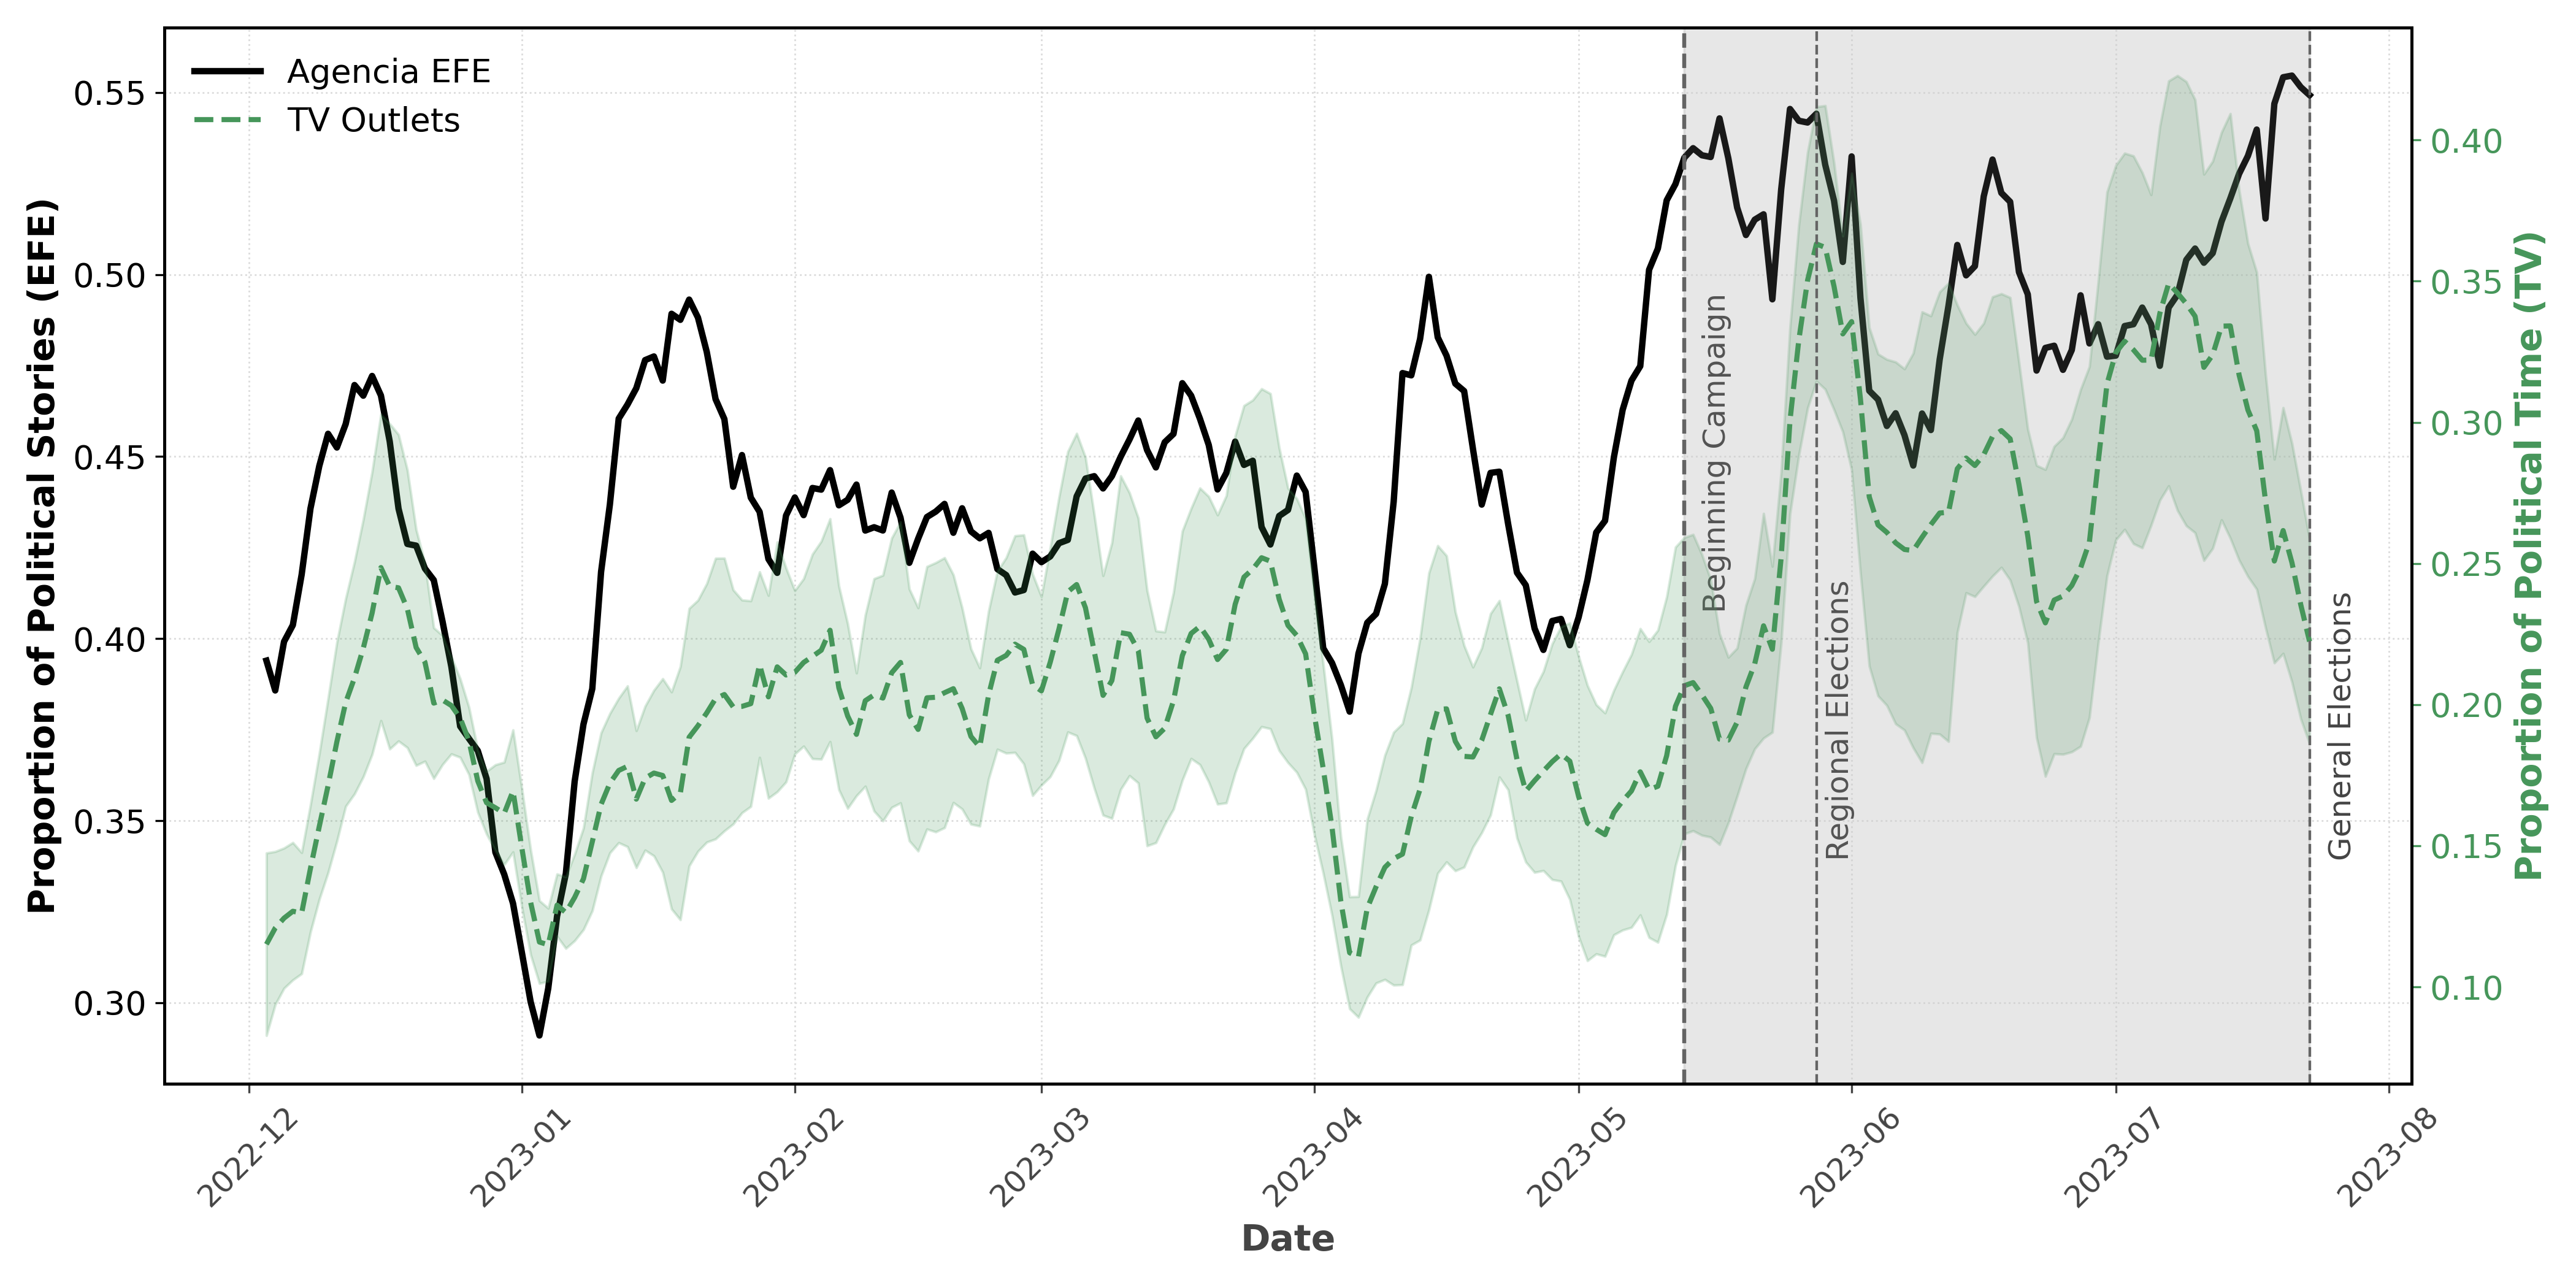 Agencia EFE
TV Outlets
Proportion of Political Stories (EFE)
0.55
0.50
0.45
0.40
0.35
0.30
Proportion of Political Time (TV)
0.40
0.35
0.30
0.25
0.20
0.15
0.10
Beginning Campaign
Regional Elections
General Elections
2022-12
2023-01
2023-02
2023-03
2023-04
2023-05
2023-06
2023-07
2023-08
Date